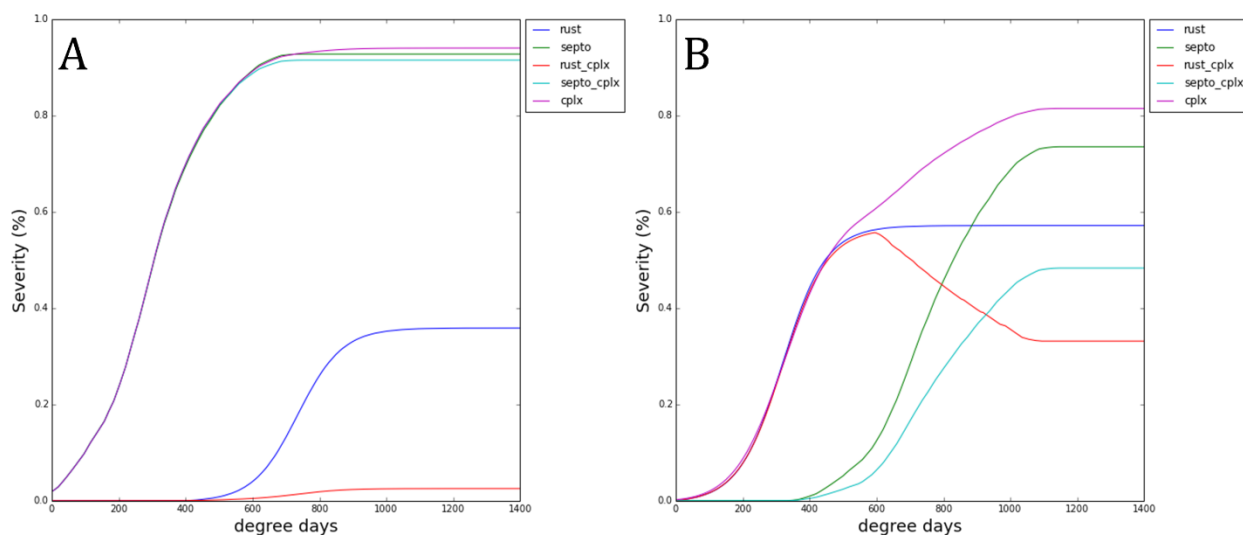 A
1.0
0.8
0.6
0.4
0.2
0.0
Severity (%)
0 200 400 600 800 1000 1200 1400
degree days
rust
septo
rust_cplx
septo_cplx
cplx
B
1.0
0.8
0.6
0.4
0.2
0.0
Severity (%)
0 200 400 600 800 1000 1200 1400
degree days
rust
septo
rust_cplx
septo_cplx
cplx